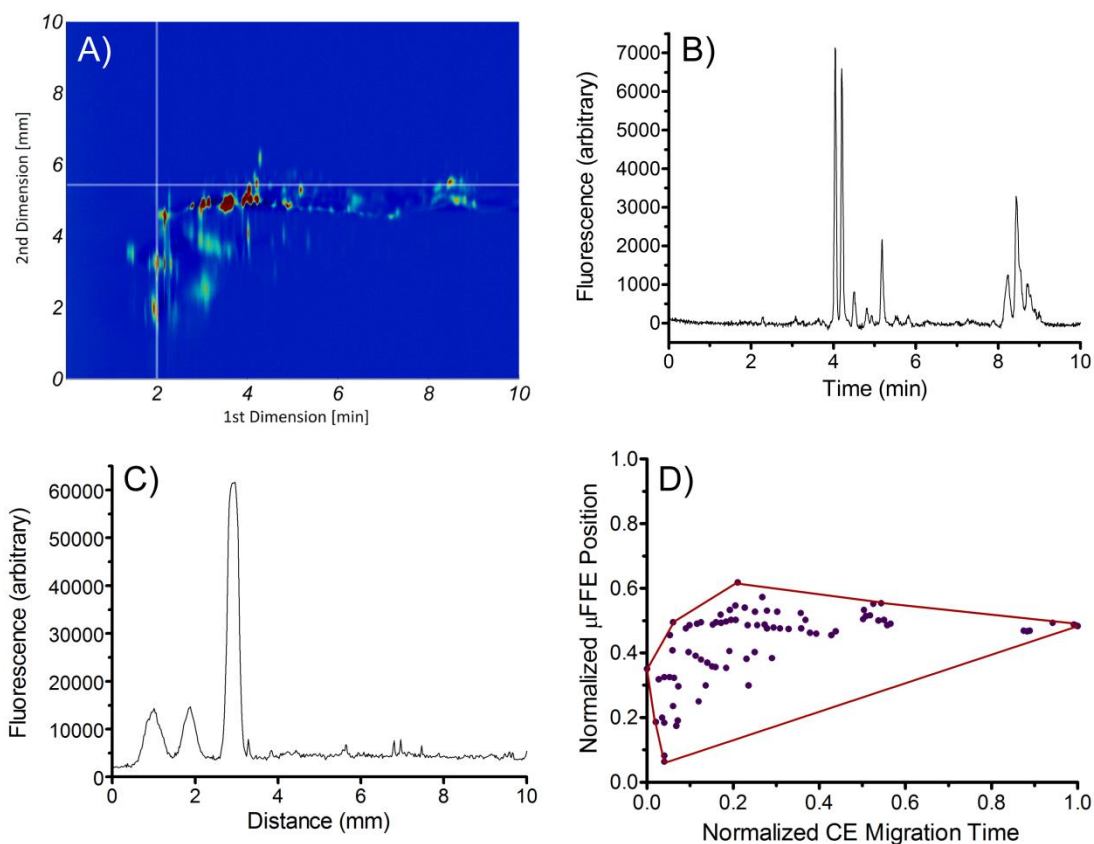 A)
10
8
6
4
2
0
2nd Dimension [mm]
2 4 6 8 10
1st Dimension [min]
B)
7000
6000
5000
4000
3000
2000
1000
0
Fluorescence (arbitrary)
0 2 4 6 8 10
Time (min)
C)
60000
50000
40000
30000
20000
10000
0
Fluorescence (arbitrary)
0 2 4 6 8 10
Distance (mm)
D)
1.0
0.8
0.6
0.4
0.2
0.0
Normalized µFFE Position
0.0 0.2 0.4 0.6 0.8 1.0
Normalized CE Migration Time